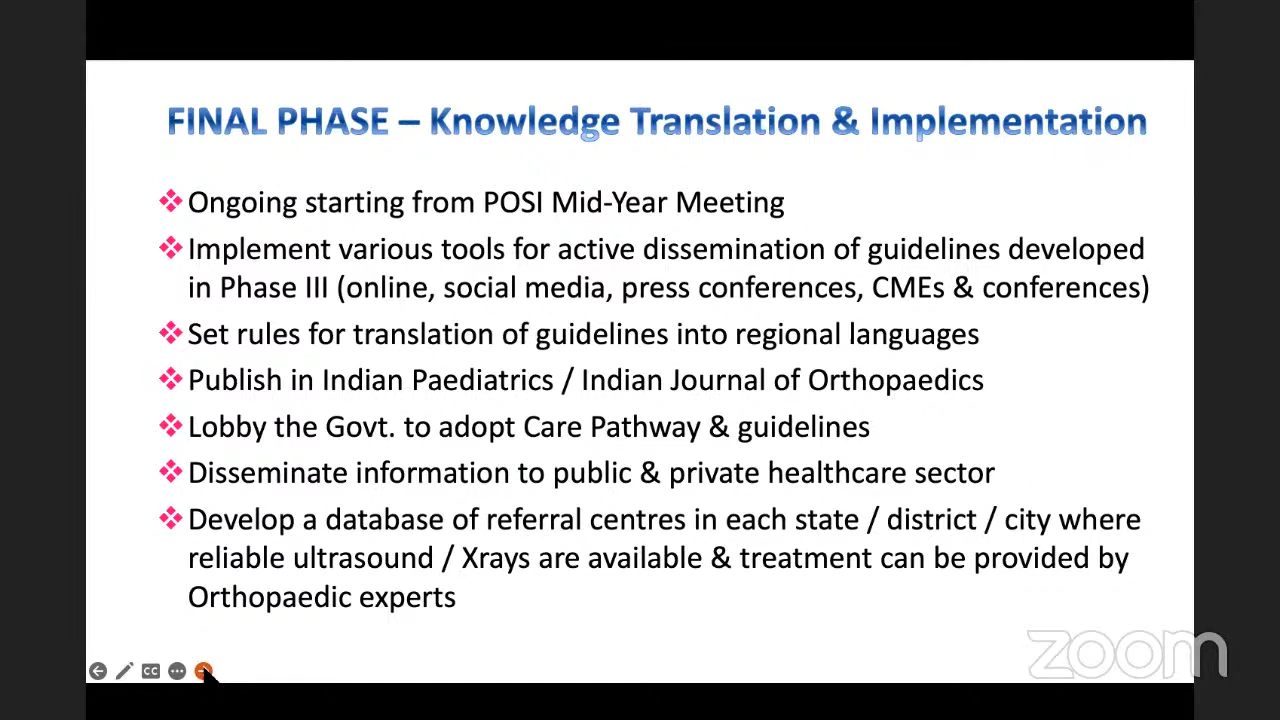 FINAL PHASE – Knowledge Translation & Implementation
Ongoing starting from POSI Mid-Year Meeting
Implement various tools for active dissemination of guidelines developed
in Phase III (online, social media, press conferences, CMEs & conferences)
Set rules for translation of guidelines into regional languages
Publish in Indian Paediatrics / Indian Journal of Orthopaedics
Lobby the Govt. to adopt Care Pathway & guidelines
Disseminate information to public & private healthcare sector
Develop a database of referral centres in each state / district / city where
reliable ultrasound / Xrays are available & treatment can be provided by
Orthopaedic experts
CC
zoom